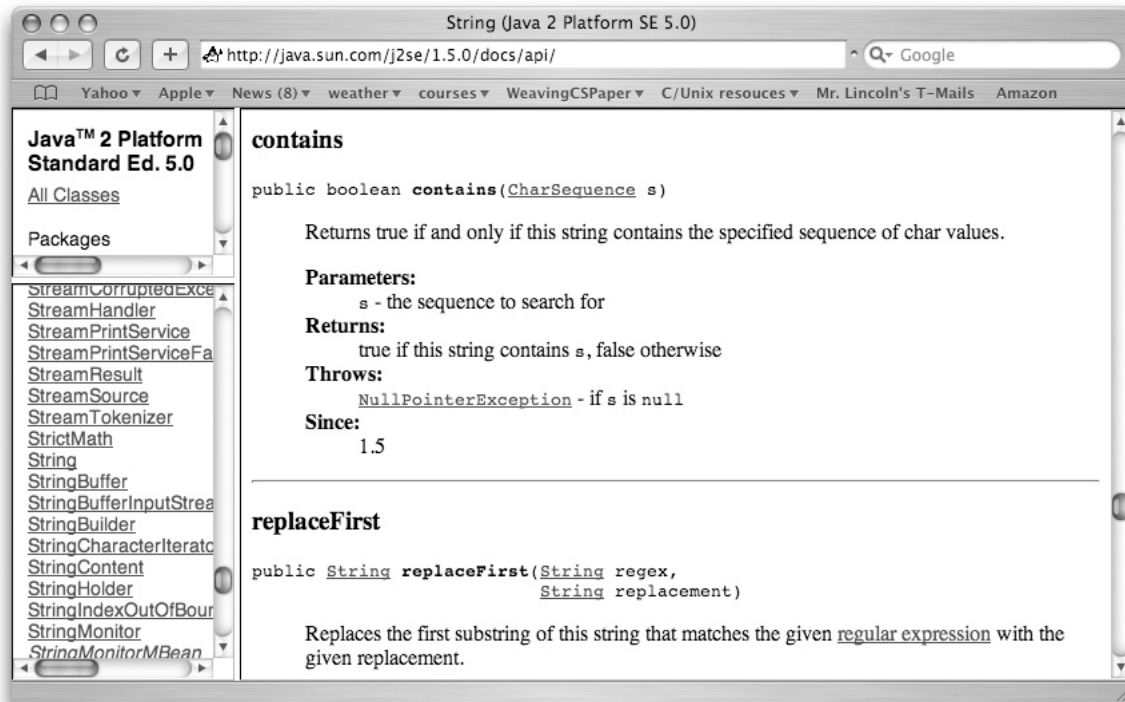 String (Java 2 Platform SE 5.0)
http://java.sun.com/j2se/1.5.0/docs/api/
Google
Yahoo Apple News (8) weather courses WeavingCSPaper C/Unix resouces Mr. Lincoln's T-Mails Amazon
Java™ 2 Platform
Standard Ed. 5.0
All Classes
Packages
StreamCorruptedExce
StreamHandler
StreamPrintService
StreamPrintServiceFa
StreamResult
StreamSource
StreamTokenizer
StrictMath
String
StringBuffer
StringBufferInputStrea
StringBuilder
StringCharacterIterato
StringContent
StringHolder
StringIndexOutOfBour
StringMonitor
StringMonitorMBean
contains
public boolean contains(CharSequence s)
Returns true if and only if this string contains the specified sequence of char values.
Parameters:
s - the sequence to search for
Returns:
true if this string contains s, false otherwise
Throws:
NullPointerException - if s is null
Since:
1.5
replaceFirst
public String replaceFirst(String regex,
String replacement)
Replaces the first substring of this string that matches the given regular expression with the
given replacement.